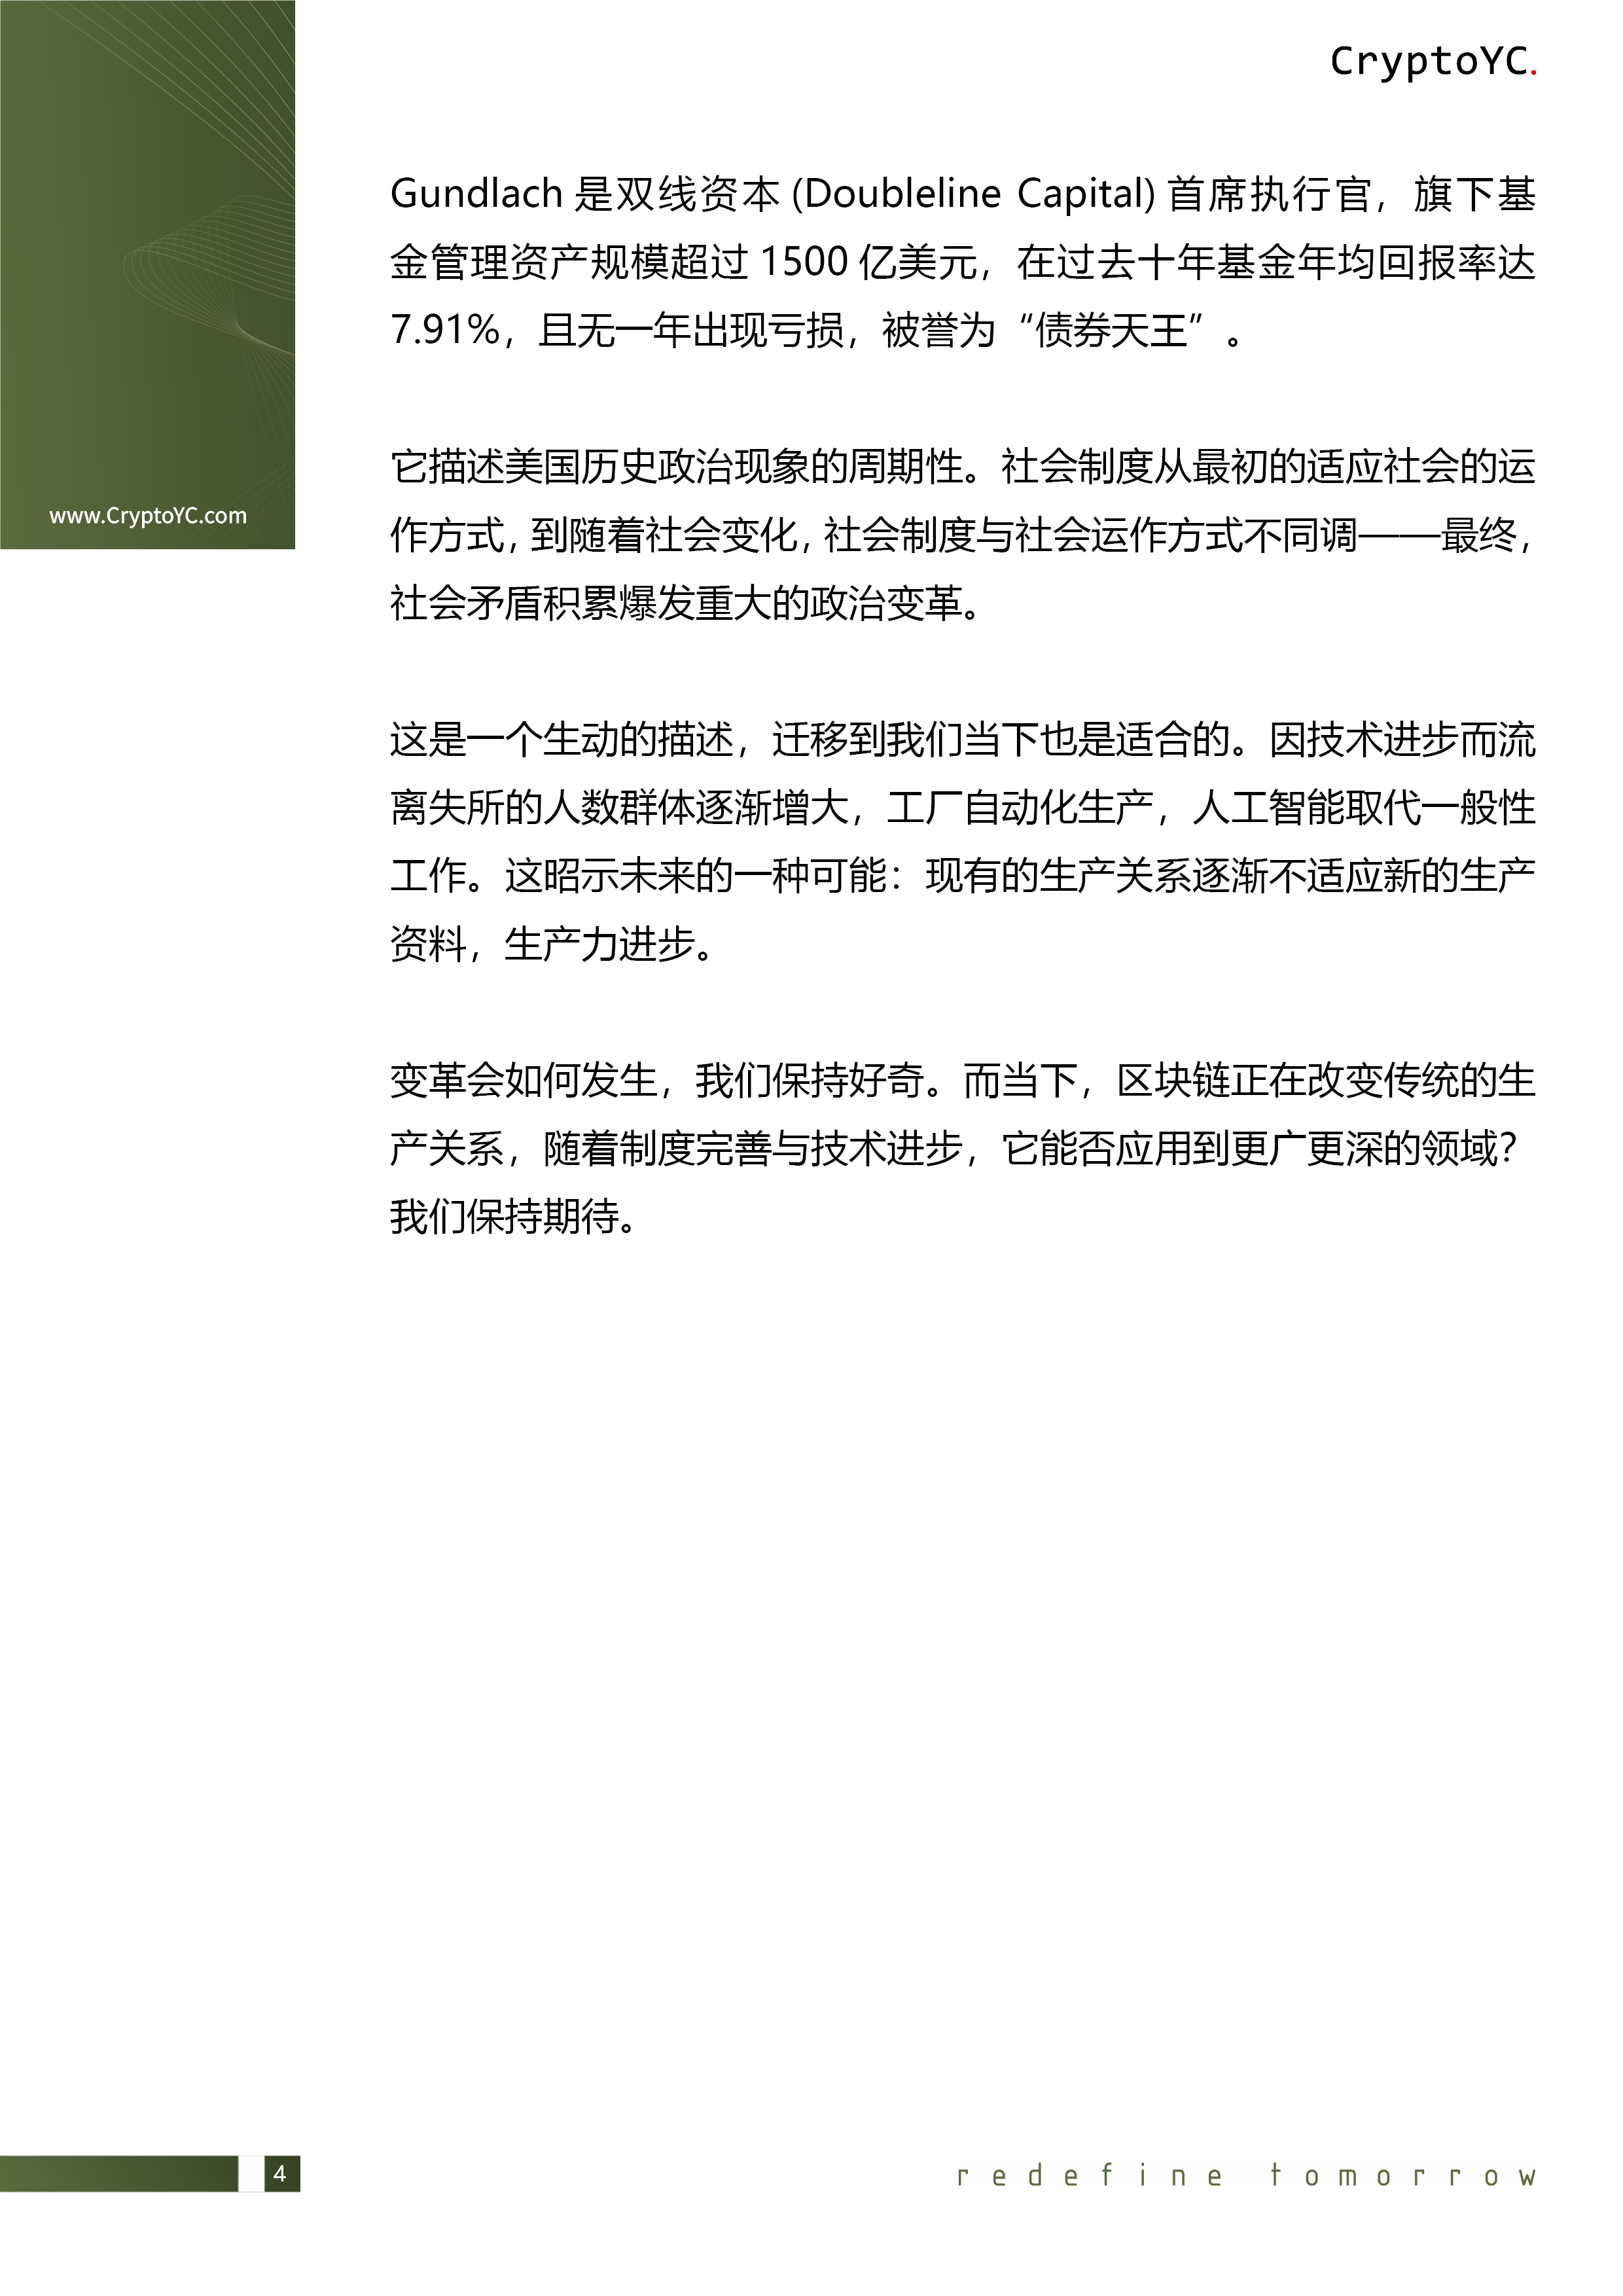 CryptoYC.
www.CryptoYC.com
Gundlach 是双线资本 (Doubleline Capital) 首席执行官，旗下基
金管理资产规模超过 1500 亿美元，在过去十年基金年均回报率达
7.91%，且无一年出现亏损，被誉为“债券天王”。
它描述美国历史政治现象的周期性。社会制度从最初的适应社会的运
作方式，到随着社会变化，社会制度与社会运作方式不同调——最终，
社会矛盾积累爆发重大的政治变革。
这是一个生动的描述，迁移到我们当下也是适合的。因技术进步而流
离失所的人数群体逐渐增大，工厂自动化生产，人工智能取代一般性
工作。这昭示未来的一种可能：现有的生产关系逐渐不适应新的生产
资料，生产力进步。
变革会如何发生，我们保持好奇。而当下，区块链正在改变传统的生
产关系，随着制度完善与技术进步，它能否应用到更广更深的领域？
我们保持期待。
4
redefine tomorrow